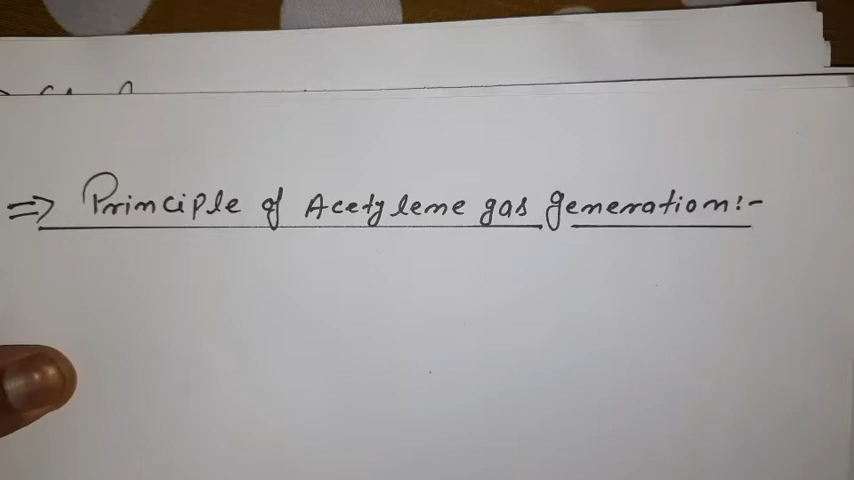 ⇒ Principle of Acetylene gas generation:-